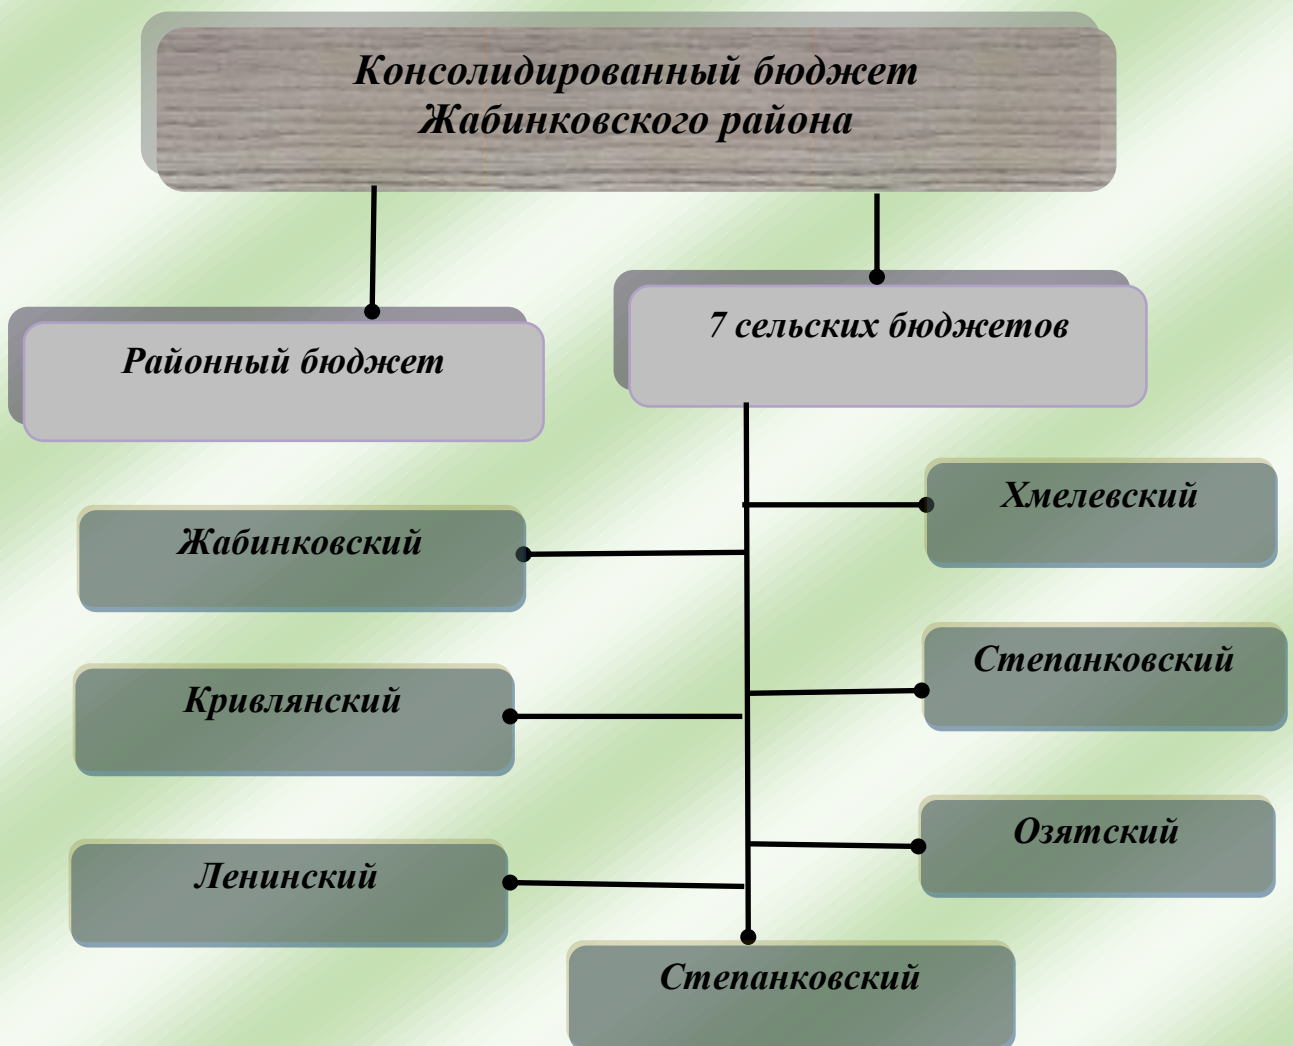 Консолидированный бюджет
Жабинковского района
Районный бюджет
7 сельских бюджетов
Жабинковский
Хмелевский
Кривлянский
Степанковский
Ленинский
Озятский
Степанковский